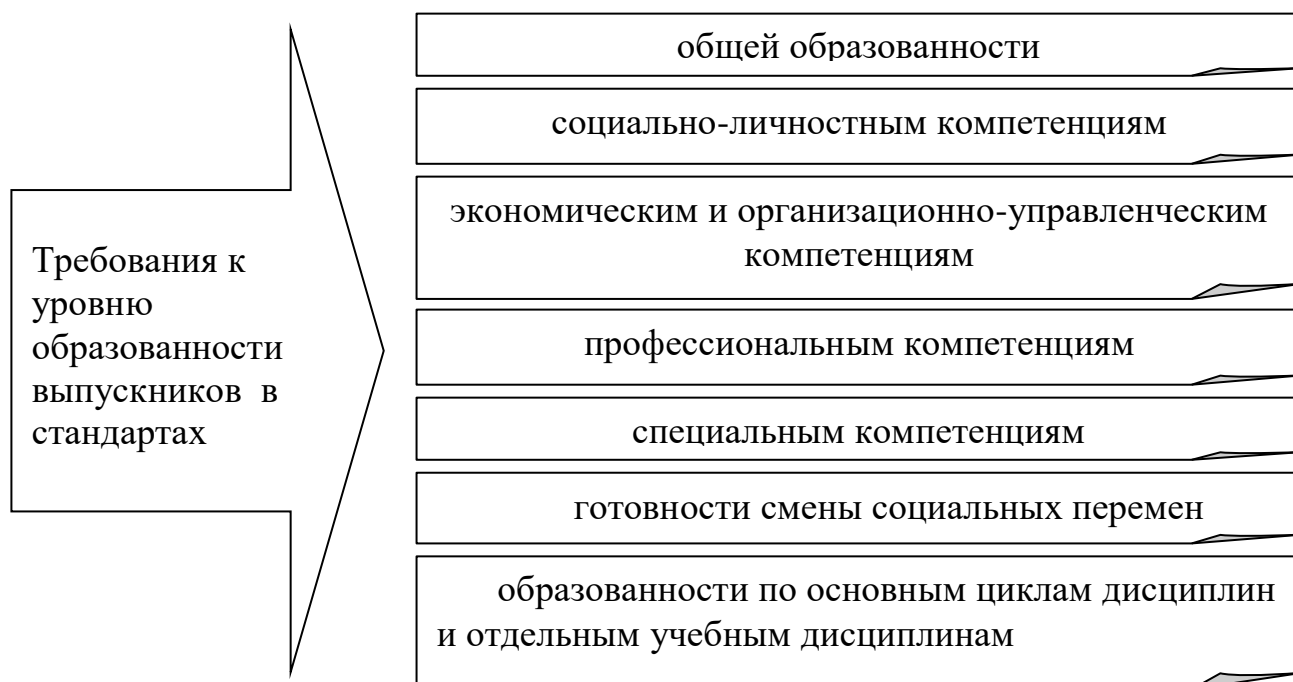 Требования к
уровню
образованности
выпускников в
стандартах
общей образованности
социально-личностным компетенциям
экономическим и организационно-управленческим
компетенциям
профессиональным компетенциям
специальным компетенциям
готовности смены социальных перемен
образованности по основным циклам дисциплин
и отдельным учебным дисциплинам